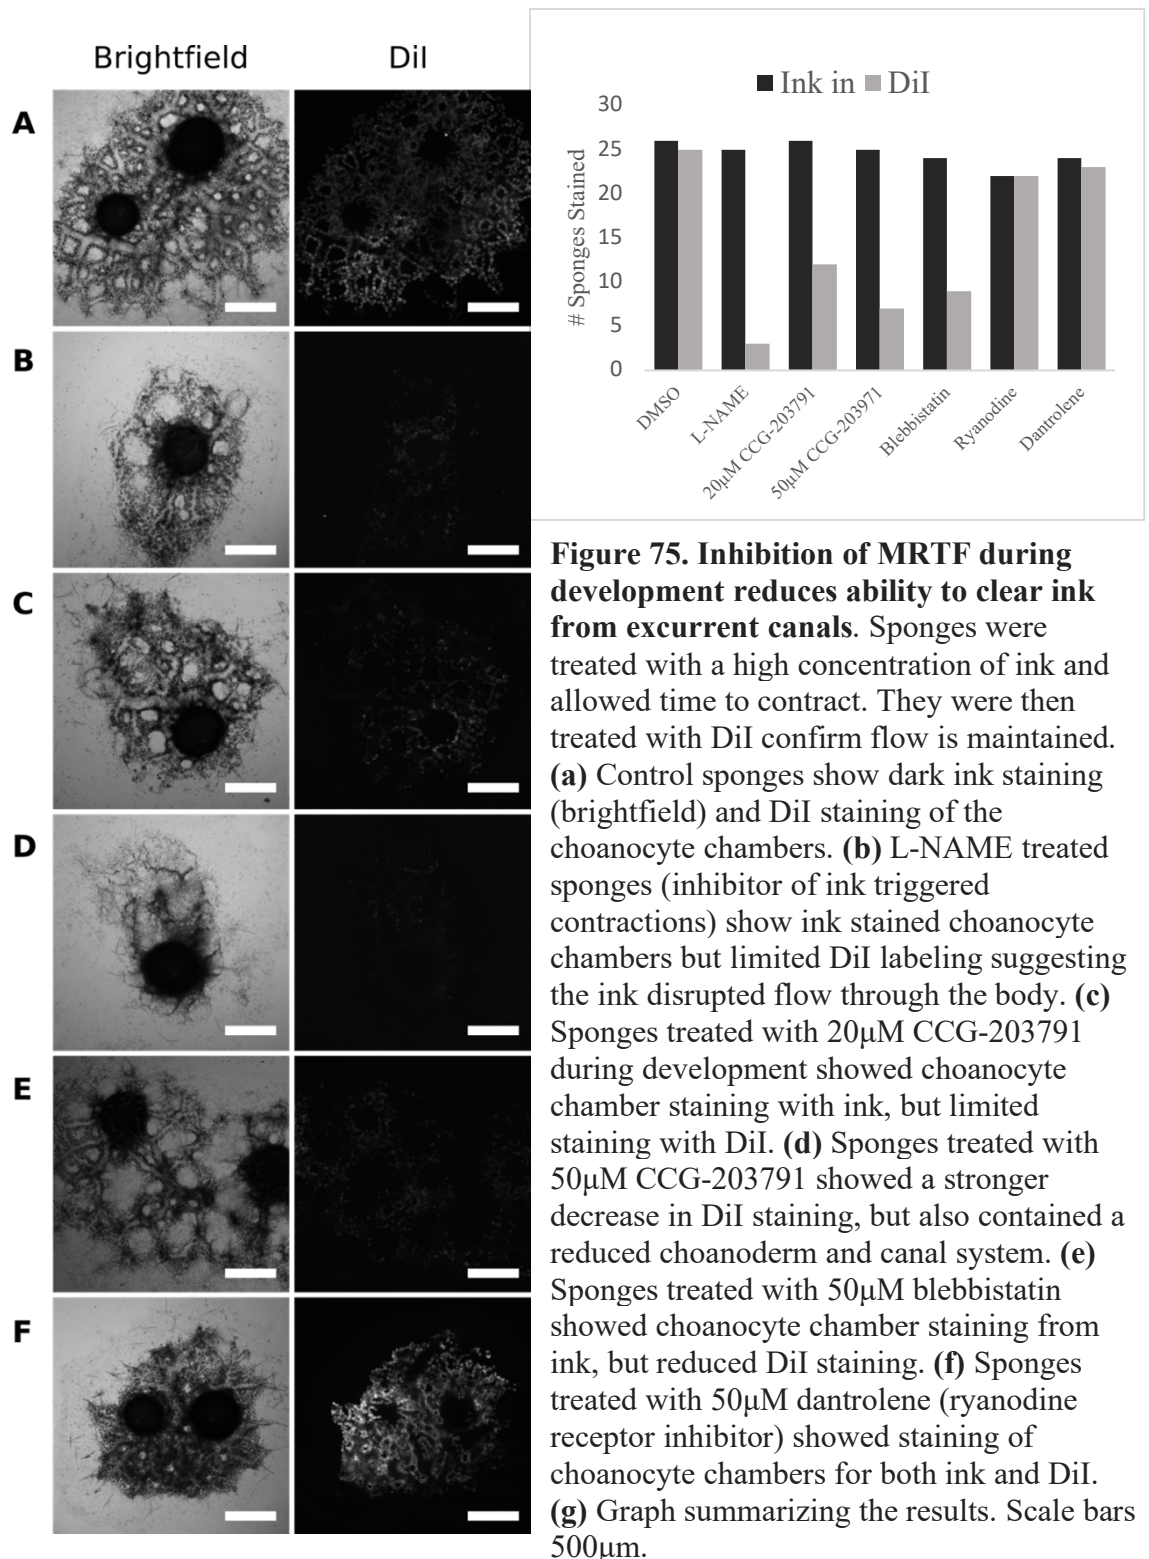 Brightfield
DiI
A
B
C
D
E
F
Ink in DiI
30
25
20
15
10
5
0
# Sponges Stained
DMSO
L-NAME
20μM CCG-203791
50μM CCG-203971
Blebbistatin
Ryanodine
Dantrolene
Figure 75. Inhibition of MRTF during
development reduces ability to clear ink
from excurrent canals. Sponges were
treated with a high concentration of ink and
allowed time to contract. They were then
treated with DiI confirm flow is maintained.
(a) Control sponges show dark ink staining
(brightfield) and DiI staining of the
choanocyte chambers. (b) L-NAME treated
sponges (inhibitor of ink triggered
contractions) show ink stained choanocyte
chambers but limited DiI labeling suggesting
the ink disrupted flow through the body. (c)
Sponges treated with 20μM CCG-203791
during development showed choanocyte
chamber staining with ink, but limited
staining with DiI. (d) Sponges treated with
50μM CCG-203791 showed a stronger
decrease in DiI staining, but also contained a
reduced choanoderm and canal system. (e)
Sponges treated with 50μM blebbistatin
showed choanocyte chamber staining from
ink, but reduced DiI staining. (f) Sponges
treated with 50μM dantrolene (ryanodine
receptor inhibitor) showed staining of
choanocyte chambers for both ink and DiI.
(g) Graph summarizing the results. Scale bars
500μm.